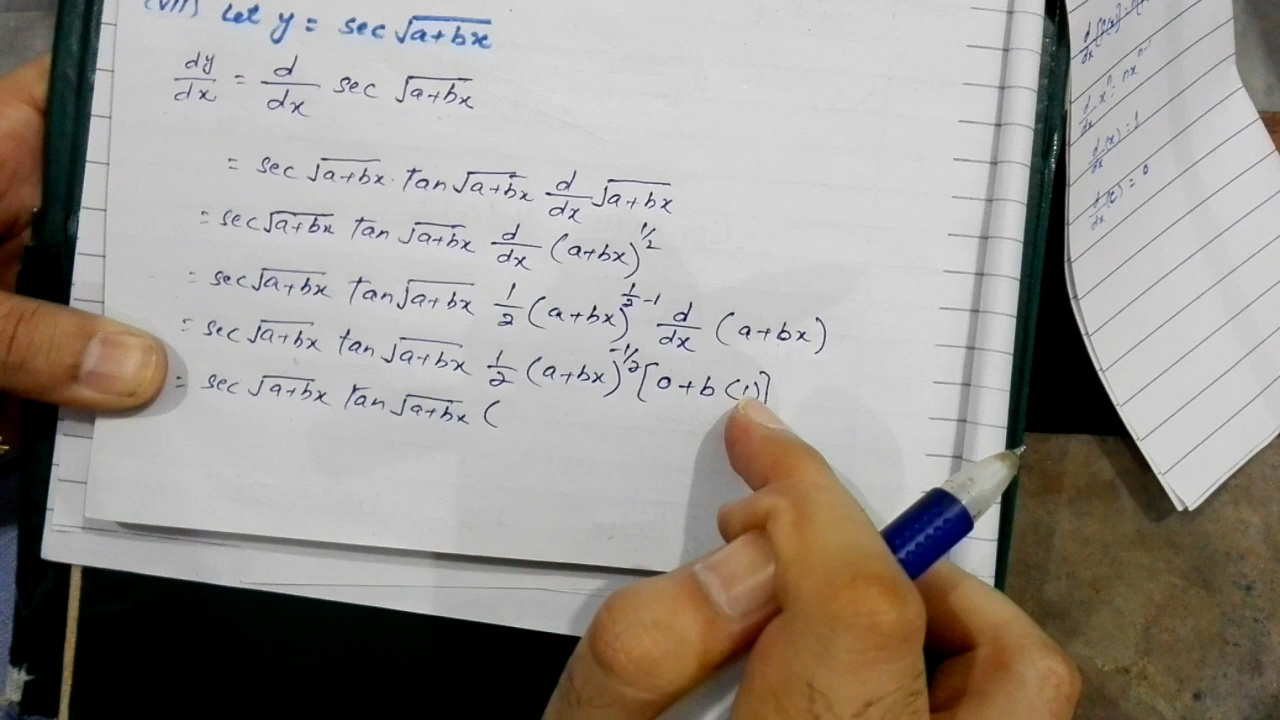 (VII) Let y = sec √a+bx
dy/dx = d/dx sec √a+bx
= sec √a+bx . tan √a+bx d/dx √a+bx
= sec √a+bx tan √a+bx d/dx (a+bx)^1/2
= sec √a+bx tan √a+bx 1/2 (a+bx)^1/2-1 d/dx (a+bx)
= sec √a+bx tan √a+bx 1/2 (a+bx)^-1/2 [0+b(1)]
= sec √a+bx tan √a+bx (
d/dx x^n = nx^n-1
d/dx (x) = 1
d/dx (c) = 0